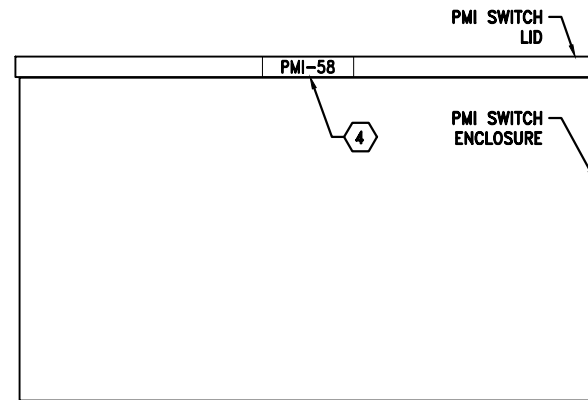 PMI SWITCH
LID
PMI-58
4
PMI SWITCH
ENCLOSURE